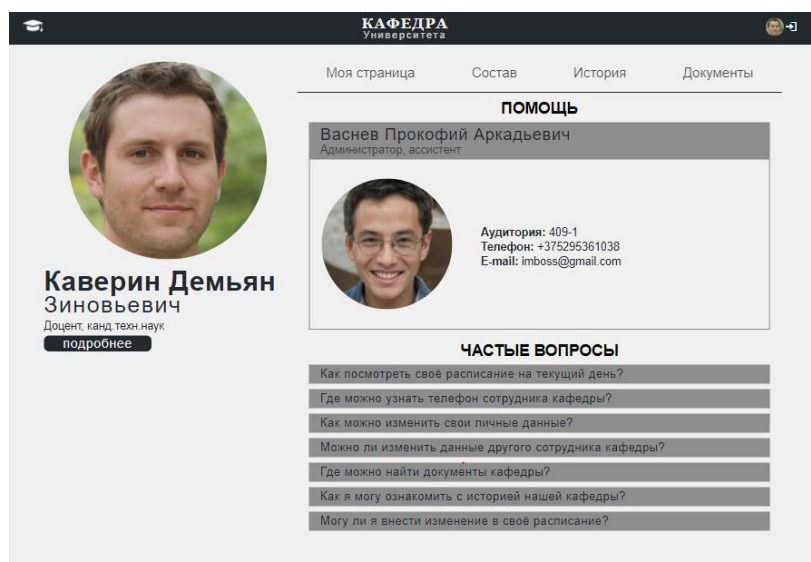 КАФЕДРА
Университета
Моя страница Состав История Документы
Каверин Демьян
Зиновьевич
Доцент, канд.техн.наук
подробнее
ПОМОЩЬ
Васнев Прокофий Аркадьевич
Администратор, ассистент
Аудитория: 409-1
Телефон: +375295361038
E-mail: imboss@gmail.com
ЧАСТЫЕ ВОПРОСЫ
Как посмотреть своё расписание на текущий день?
Где можно узнать телефон сотрудника кафедры?
Как можно изменить свои личные данные?
Можно ли изменить данные другого сотрудника кафедры?
Где можно найти документы кафедры?
Как я могу ознакомить с историей нашей кафедры?
Могу ли я внести изменение в своё расписание?